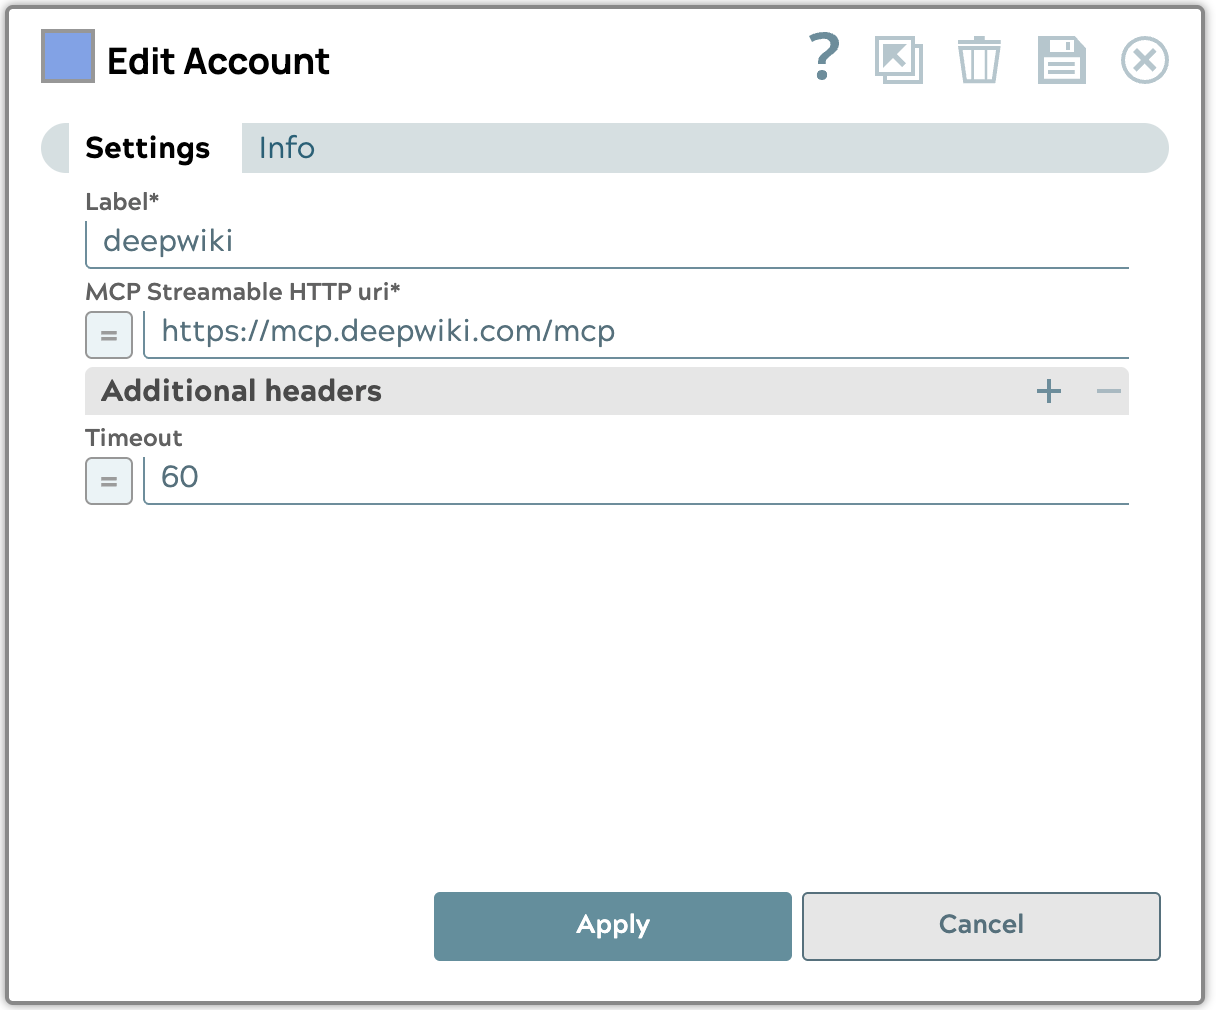 Edit Account
?
Settings Info
Label*
deepwiki
MCP Streamable HTTP uri*
= https://mcp.deepwiki.com/mcp
Additional headers + −
Timeout
= 60
Apply Cancel